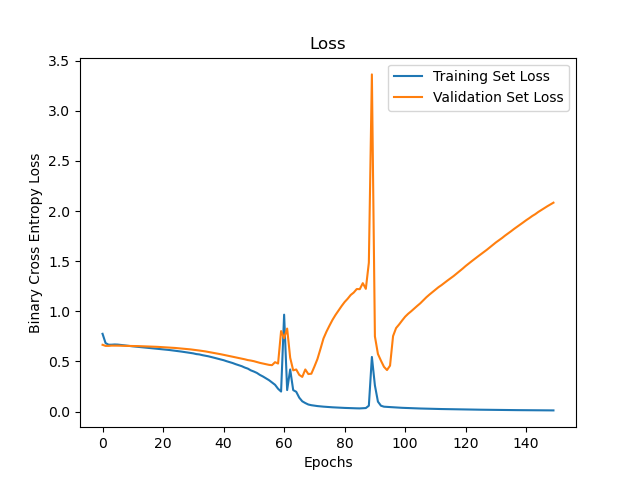 Loss
Training Set Loss
Validation Set Loss
Binary Cross Entropy Loss
3.5
3.0
2.5
2.0
1.5
1.0
0.5
0.0
0 20 40 60 80 100 120 140
Epochs